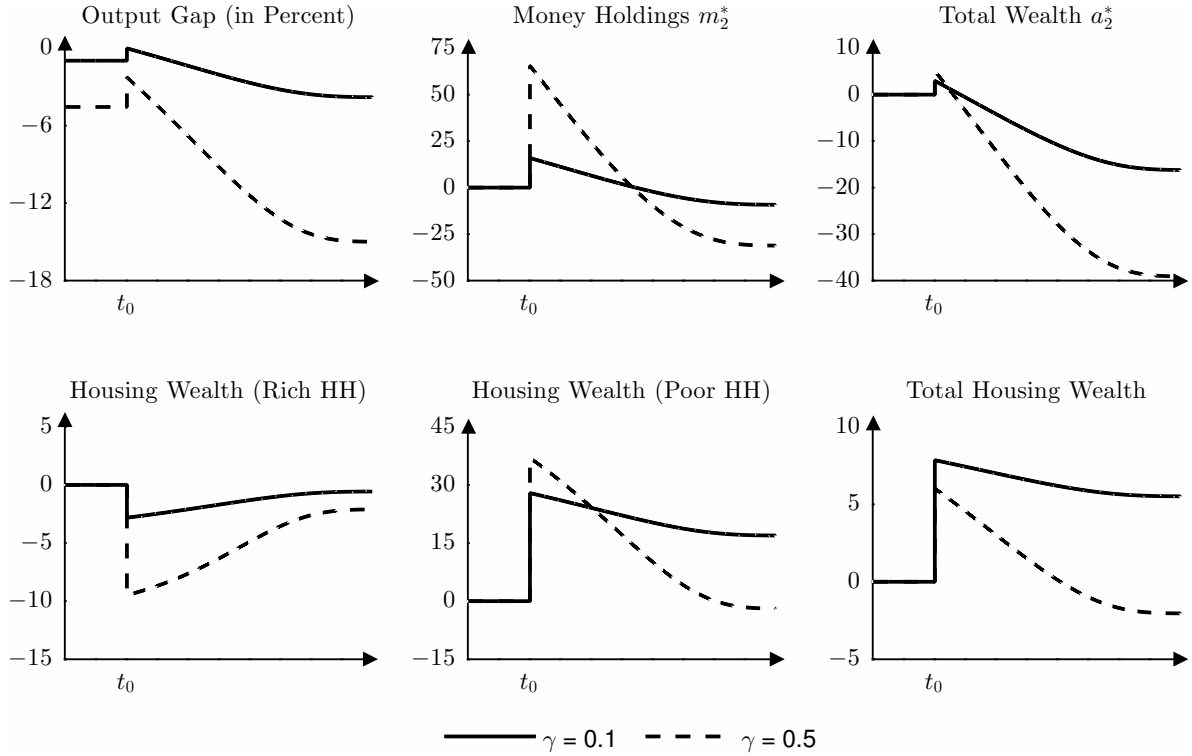 Output Gap (in Percent)
0
−6
−12
−18
t₀
Money Holdings m₂*
75
50
25
0
−25
−50
t₀
Total Wealth a₂*
10
0
−10
−20
−30
−40
t₀
Housing Wealth (Rich HH)
5
0
−5
−10
−15
t₀
Housing Wealth (Poor HH)
45
30
15
0
−15
t₀
Total Housing Wealth
10
5
0
−5
t₀
γ = 0.1
γ = 0.5